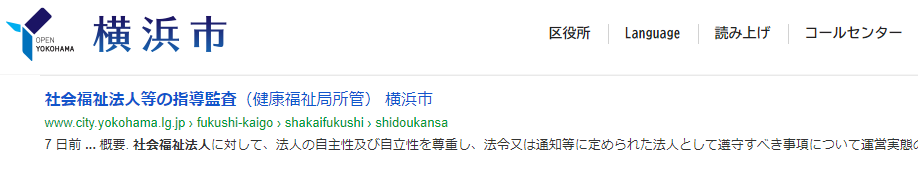 OPEN
YOKOHAMA
横浜市
区役所
Language
読み上げ
コールセンター
社会福祉法人等の指導監査（健康福祉局所管） 横浜市
www.city.yokohama.lg.jp › fukushi-kaigo › shakaifukushi › shidoukansa
7 日前 ... 概要. 社会福祉法人に対して、法人の自主性及び自立性を尊重し、法令又は通知等に定められた法人として遵守すべき事項について運営実態の